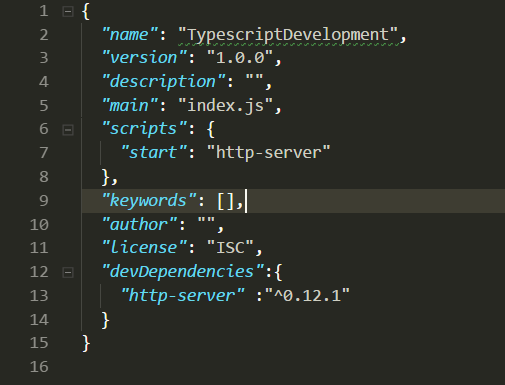 1 {
2 "name": "TypescriptDevelopment",
3 "version": "1.0.0",
4 "description": "",
5 "main": "index.js",
6 "scripts": {
7 "start": "http-server"
8 },
9 "keywords": [],
10 "author": "",
11 "license": "ISC",
12 "devDependencies":{
13 "http-server" :"^0.12.1"
14 }
15 }
16